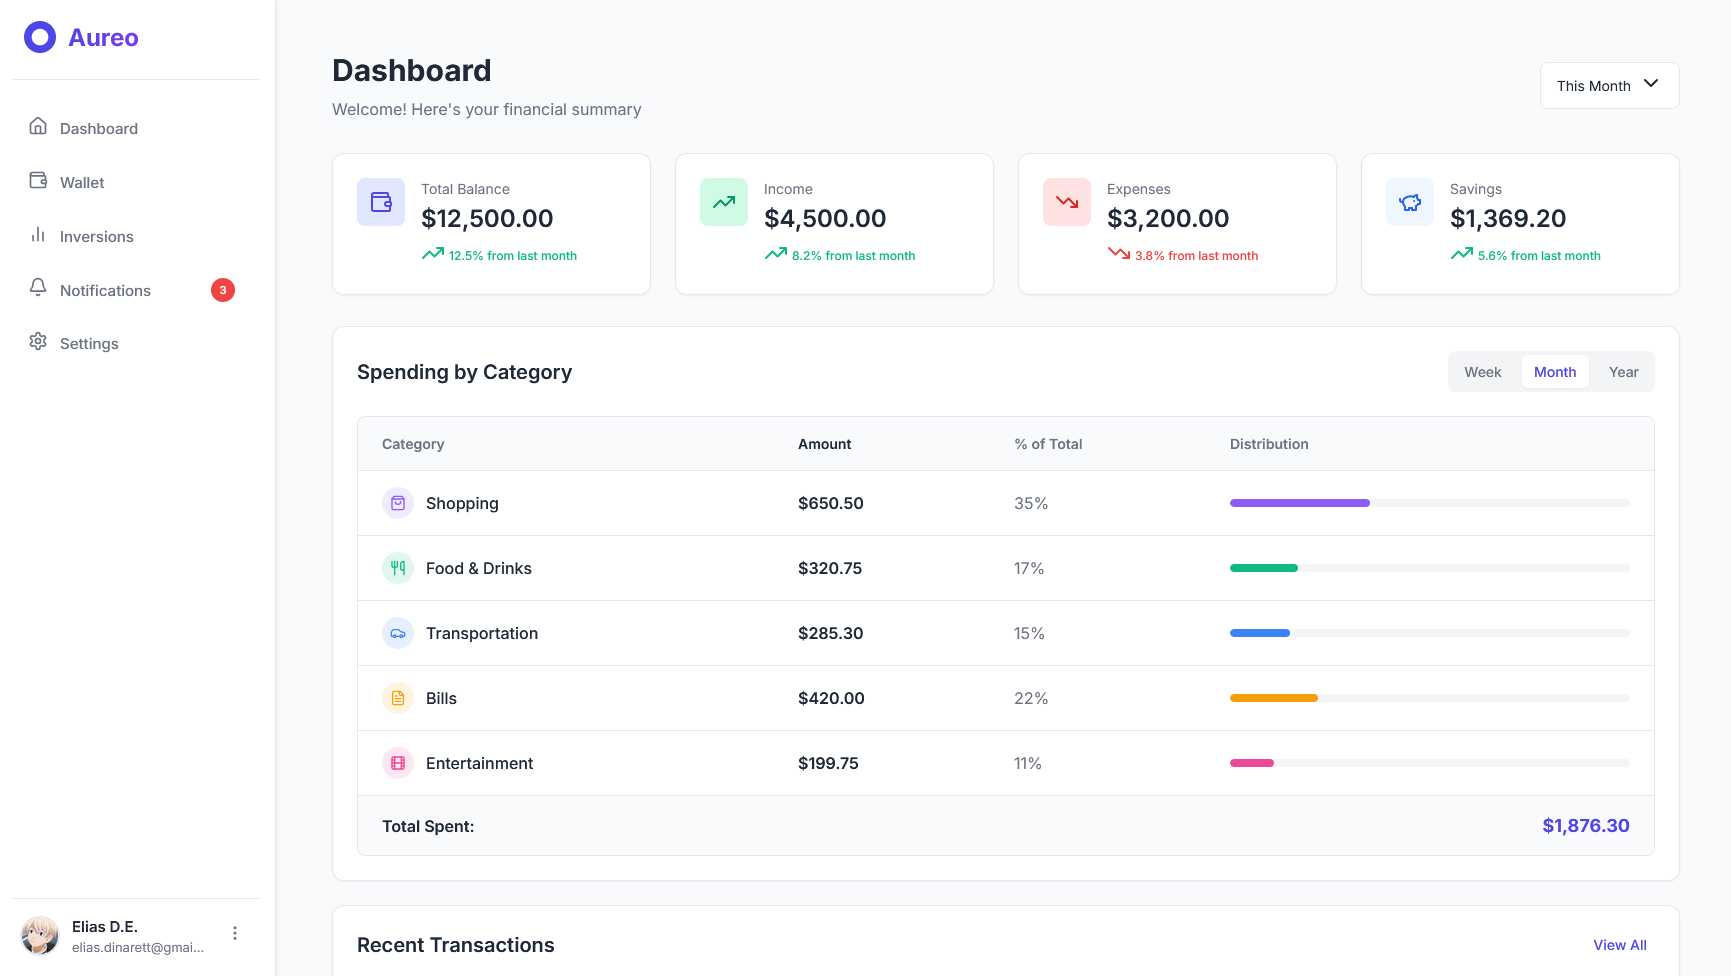 Aureo
Dashboard
Wallet
Inversions
Notifications
3
Settings
Elias D.E.
elias.dinarett@gmai...
Dashboard
Welcome! Here's your financial summary
This Month
Total Balance
$12,500.00
12.5% from last month
Income
$4,500.00
8.2% from last month
Expenses
$3,200.00
3.8% from last month
Savings
$1,369.20
5.6% from last month
Spending by Category
Week Month Year
Category Amount % of Total Distribution
Shopping $650.50 35%
Food & Drinks $320.75 17%
Transportation $285.30 15%
Bills $420.00 22%
Entertainment $199.75 11%
Total Spent: $1,876.30
Recent Transactions View All